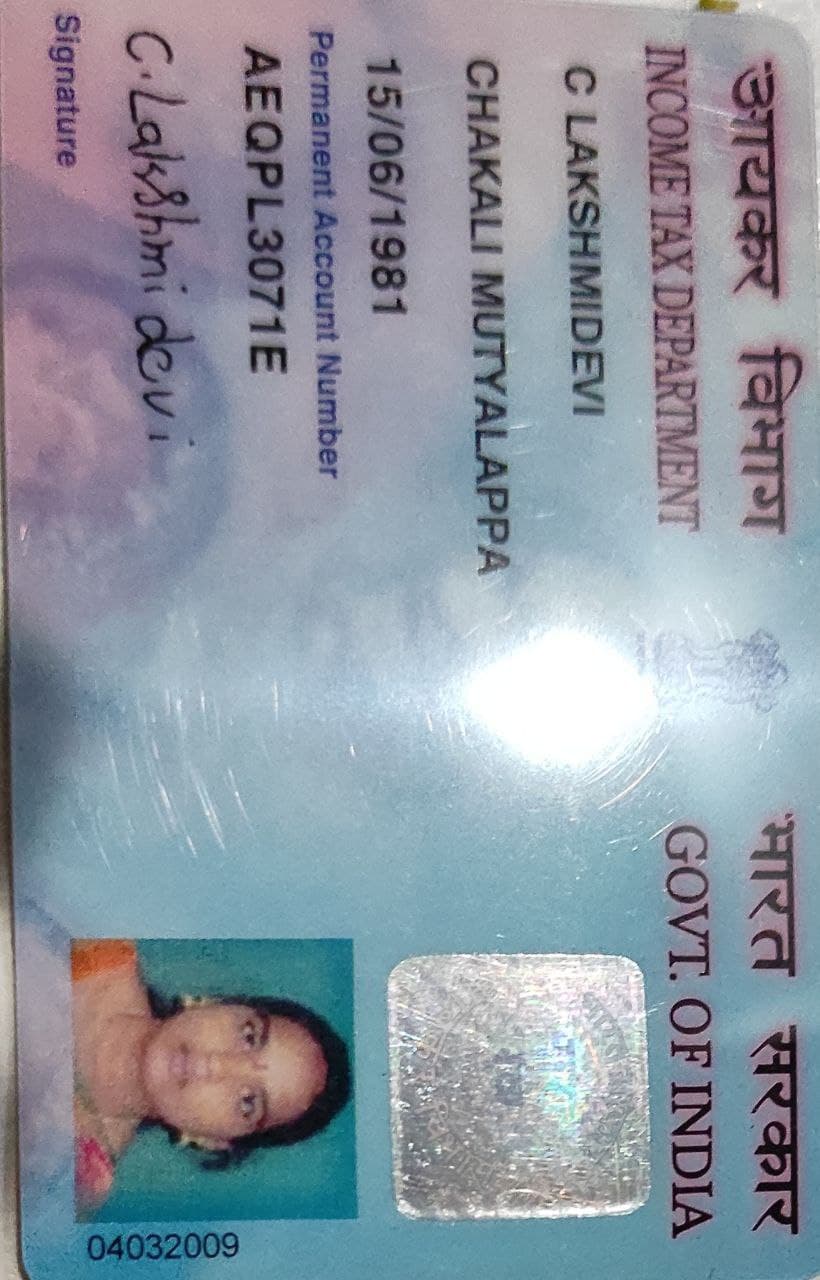 आयकर विभाग
INCOME TAX DEPARTMENT
भारत सरकार
GOVT. OF INDIA
C LAKSHMIDEVI
CHAKALI MUTYALAPPA
15/06/1981
Permanent Account Number
AEQPL3071E
C. Lakshmi devi
Signature
04032009